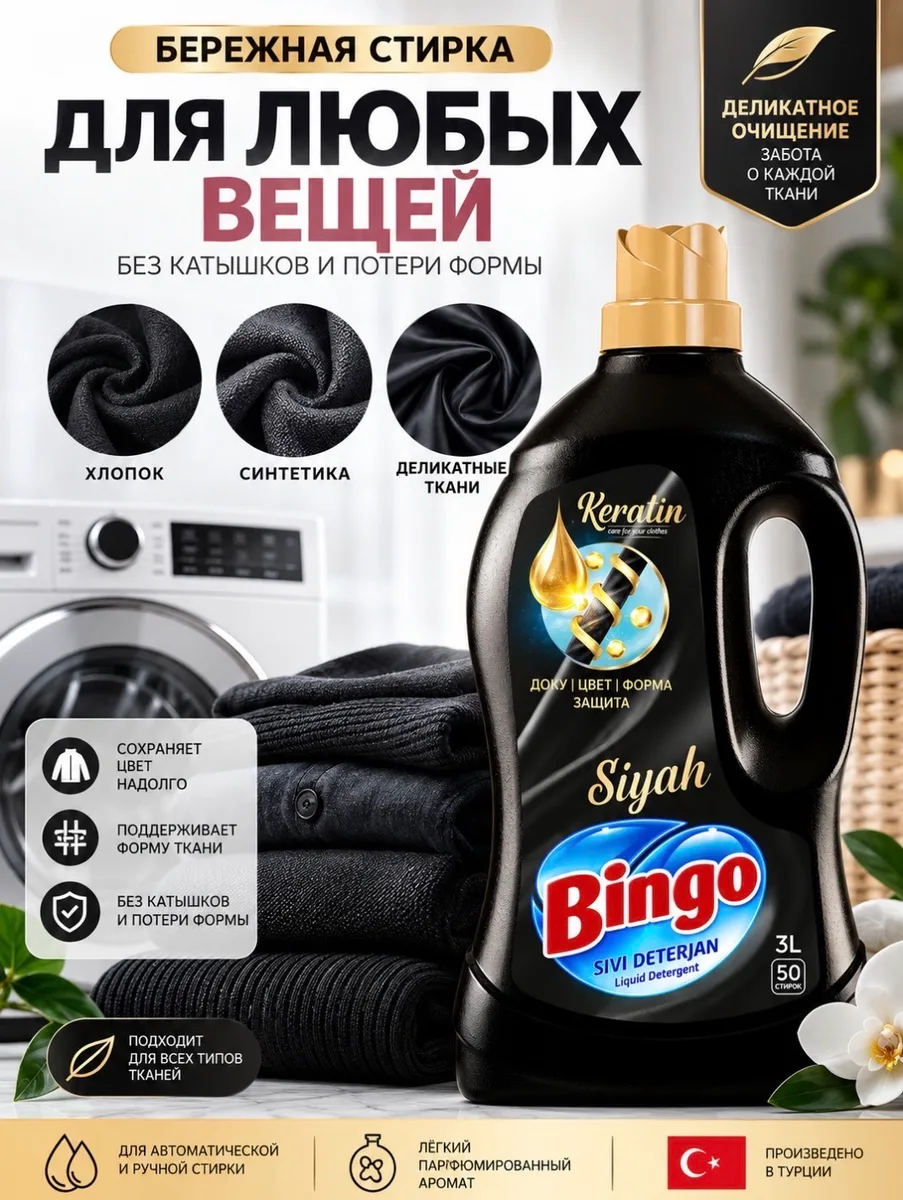 БЕРЕЖНАЯ СТИРКА
ДЛЯ ЛЮБЫХ
ВЕЩЕЙ
БЕЗ КАТЫШКОВ И ПОТЕРИ ФОРМЫ
ДЕЛИКАТНОЕ
ОЧИЩЕНИЕ
ЗАБОТА
О КАЖДОЙ
ТКАНИ
ХЛОПОК
СИНТЕТИКА
ДЕЛИКАТНЫЕ
ТКАНИ
Keratin
care for your clothes
ДОКУ | ЦВЕТ | ФОРМА
ЗАЩИТА
Siyah
Bingo
SIVI DETERJAN
Liquid Detergent
3L
50
СТИРОК
СОХРАНЯЕТ
ЦВЕТ
НАДОЛГО
ПОДДЕРЖИВАЕТ
ФОРМУ ТКАНИ
БЕЗ КАТЫШКОВ
И ПОТЕРИ ФОРМЫ
ПОДХОДИТ
ДЛЯ ВСЕХ ТИПОВ
ТКАНЕЙ
ДЛЯ АВТОМАТИЧЕСКОЙ
И РУЧНОЙ СТИРКИ
ЛЁГКИЙ
ПАРФЮМИРОВАННЫЙ
АРОМАТ
ПРОИЗВЕДЕНО
В ТУРЦИИ